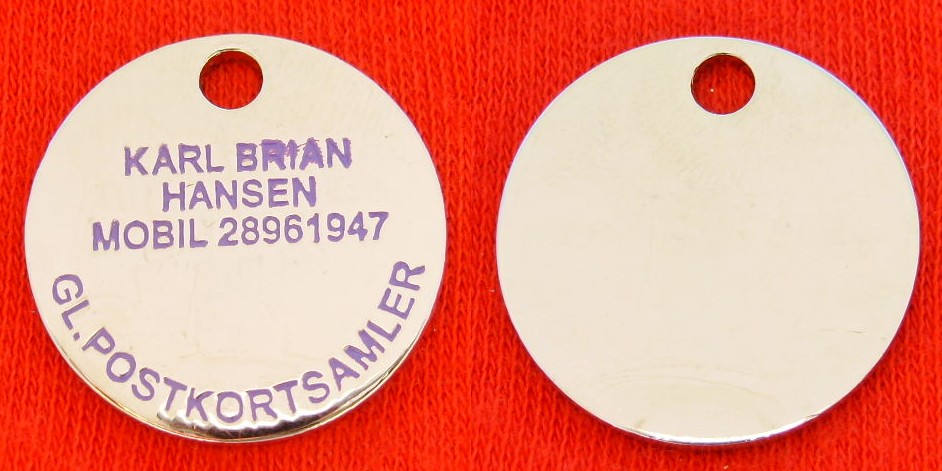 KARL BRIAN
HANSEN
MOBIL 28961947
GL.POSTKORTSAMLER